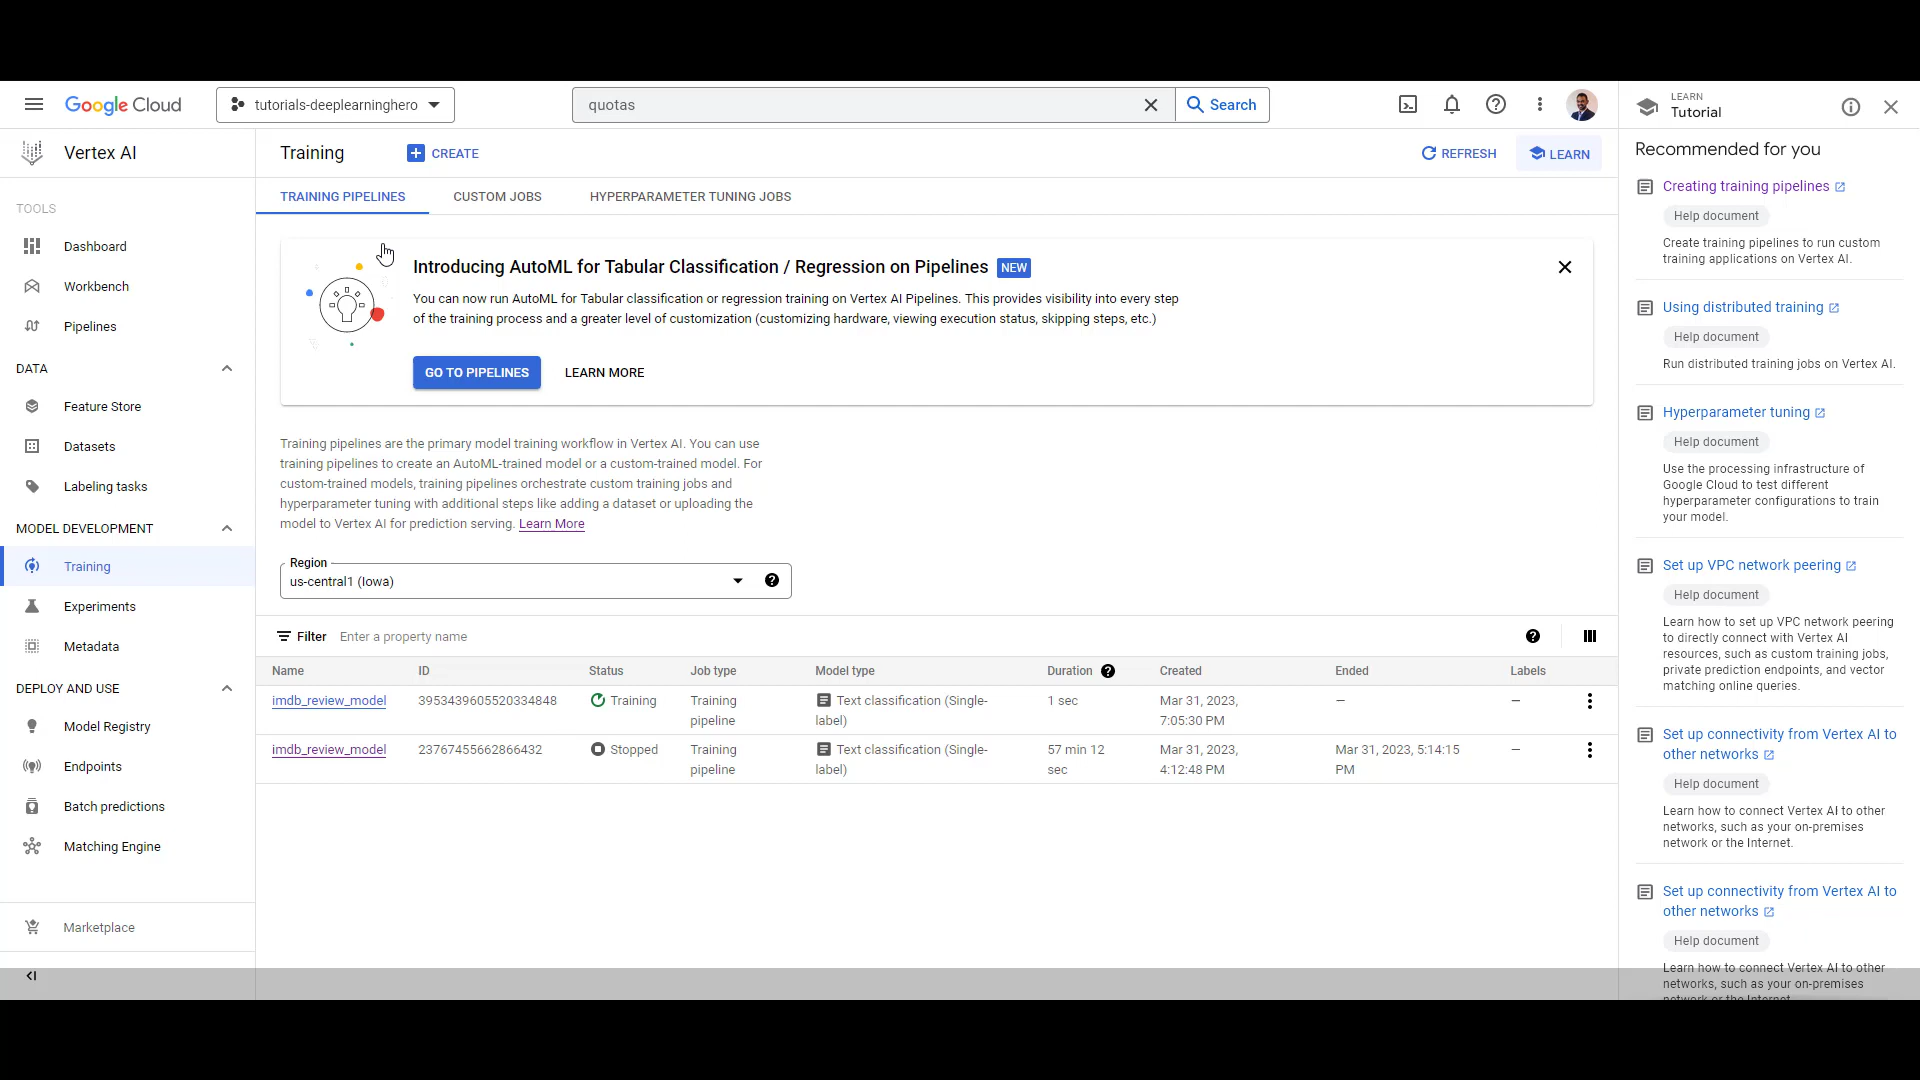 Google Cloud
tutorials-deeplearninghero
quotas
Search
LEARN
Tutorial
Vertex AI
Training
CREATE
REFRESH
LEARN
Recommended for you
TOOLS
Dashboard
Workbench
Pipelines
DATA
Feature Store
Datasets
Labeling tasks
MODEL DEVELOPMENT
Training
Experiments
Metadata
DEPLOY AND USE
Model Registry
Endpoints
Batch predictions
Matching Engine
Marketplace
TRAINING PIPELINES
CUSTOM JOBS
HYPERPARAMETER TUNING JOBS
Introducing AutoML for Tabular Classification / Regression on Pipelines NEW
You can now run AutoML for Tabular classification or regression training on Vertex AI Pipelines. This provides visibility into every step
of the training process and a greater level of customization (customizing hardware, viewing execution status, skipping steps, etc.)
GO TO PIPELINES
LEARN MORE
Training pipelines are the primary model training workflow in Vertex AI. You can use
training pipelines to create an AutoML-trained model or a custom-trained model. For
custom-trained models, training pipelines orchestrate custom training jobs and
hyperparameter tuning with additional steps like adding a dataset or uploading the
model to Vertex AI for prediction serving. Learn More
Region
us-central1 (Iowa)
Filter Enter a property name
Name ID Status Job type Model type Duration Created Ended Labels
imdb_review_model 3953439605520334848 Training Training Text classification (Single- 1 sec Mar 31, 2023, — —
pipeline label) 7:05:30 PM
imdb_review_model 23767455662866432 Stopped Training Text classification (Single- 57 min 12 Mar 31, 2023, Mar 31, 2023, 5:14:15 —
pipeline label) sec 4:12:48 PM PM
Creating training pipelines
Help document
Create training pipelines to run custom
training applications on Vertex AI.
Using distributed training
Help document
Run distributed training jobs on Vertex AI.
Hyperparameter tuning
Help document
Use the processing infrastructure of
Google Cloud to test different
hyperparameter configurations to train
your model.
Set up VPC network peering
Help document
Learn how to set up VPC network peering
to directly connect with Vertex AI
resources, such as custom training jobs,
private prediction endpoints, and vector
matching online queries.
Set up connectivity from Vertex AI to
other networks
Help document
Learn how to connect Vertex AI to other
networks, such as your on-premises
network or the Internet.
Set up connectivity from Vertex AI to
other networks
Help document
Learn how to connect Vertex AI to other
networks, such as your on-premises
network or the Internet.